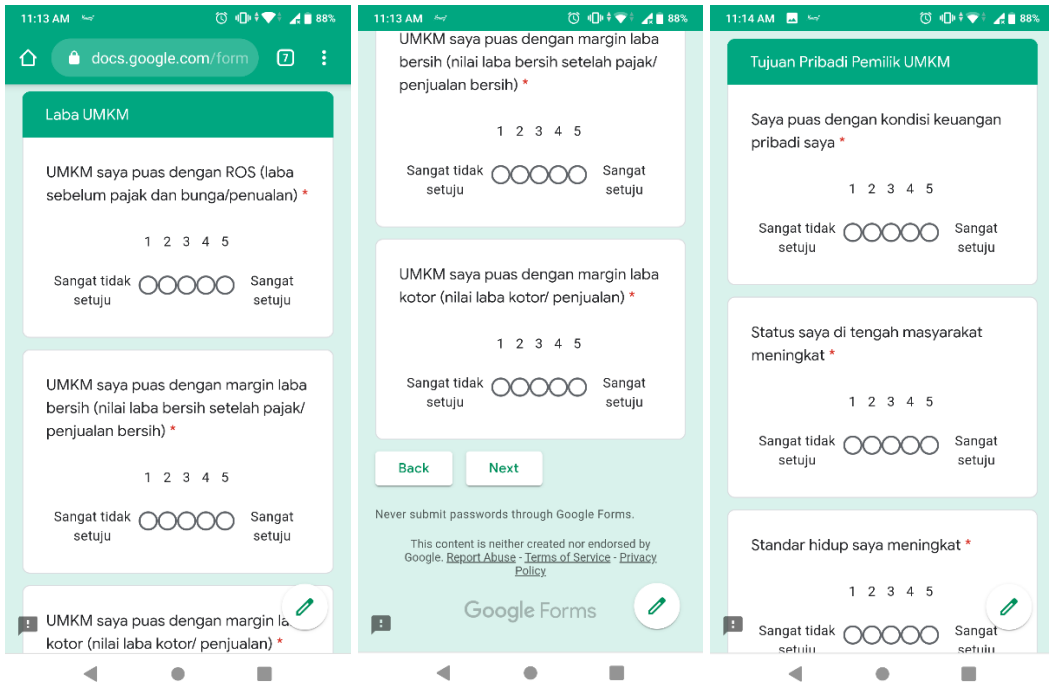 11:13 AM
88%
docs.google.com/form
7
Laba UMKM
UMKM saya puas dengan ROS (laba
sebelum pajak dan bunga/penualan) *
1 2 3 4 5
Sangat tidak
setuju
Sangat
setuju
UMKM saya puas dengan margin laba
bersih (nilai laba bersih setelah pajak/
penjualan bersih) *
1 2 3 4 5
Sangat tidak
setuju
Sangat
setuju
UMKM saya puas dengan margin la
kotor (nilai laba kotor/ penjualan) *
11:13 AM
88%
UMKM saya puas dengan margin laba
bersih (nilai laba bersih setelah pajak/
penjualan bersih) *
1 2 3 4 5
Sangat tidak
setuju
Sangat
setuju
UMKM saya puas dengan margin laba
kotor (nilai laba kotor/ penjualan) *
1 2 3 4 5
Sangat tidak
setuju
Sangat
setuju
Back
Next
Never submit passwords through Google Forms.
This content is neither created nor endorsed by
Google. Report Abuse - Terms of Service - Privacy
Policy
Google Forms
11:14 AM
88%
Tujuan Pribadi Pemilik UMKM
Saya puas dengan kondisi keuangan
pribadi saya *
1 2 3 4 5
Sangat tidak
setuju
Sangat
setuju
Status saya di tengah masyarakat
meningkat *
1 2 3 4 5
Sangat tidak
setuju
Sangat
setuju
Standar hidup saya meningkat *
1 2 3 4 5
Sangat tidak
setuju
Sangat
setuju